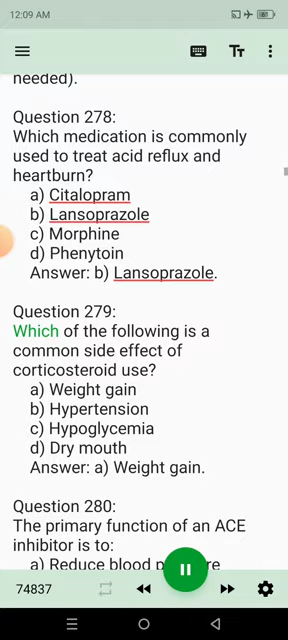 12:09 AM
needed).
Question 278:
Which medication is commonly
used to treat acid reflux and
heartburn?
a) Citalopram
b) Lansoprazole
c) Morphine
d) Phenytoin
Answer: b) Lansoprazole.
Question 279:
Which of the following is a
common side effect of
corticosteroid use?
a) Weight gain
b) Hypertension
c) Hypoglycemia
d) Dry mouth
Answer: a) Weight gain.
Question 280:
The primary function of an ACE
inhibitor is to:
a) Reduce blood
74837